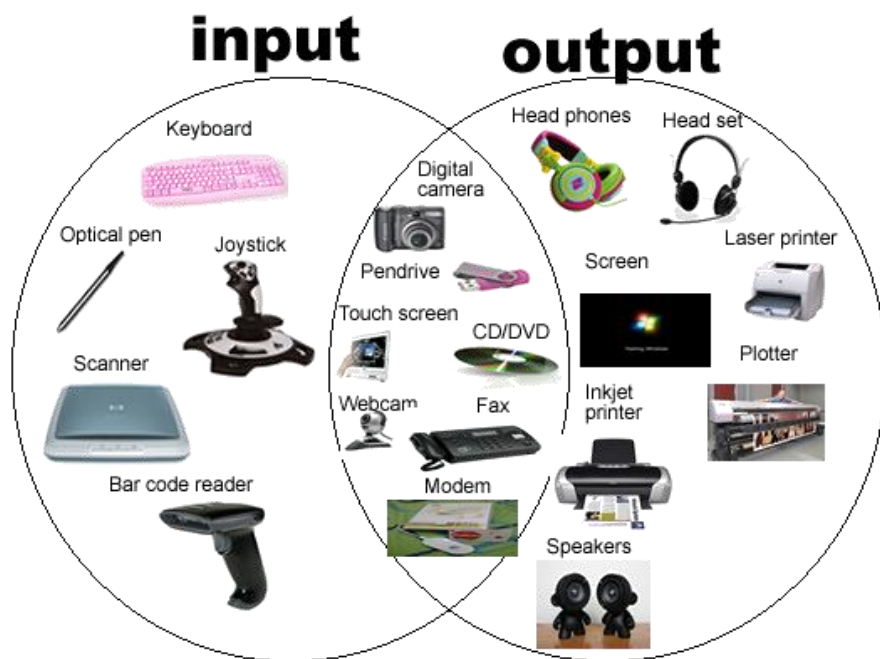 input
output
Keyboard
Head phones
Head set
Digital
camera
Optical pen
Joystick
Laser printer
Pendrive
Screen
Touch screen
CD/DVD
Scanner
Plotter
Webcam
Fax
Inkjet
printer
Bar code reader
Modem
Speakers